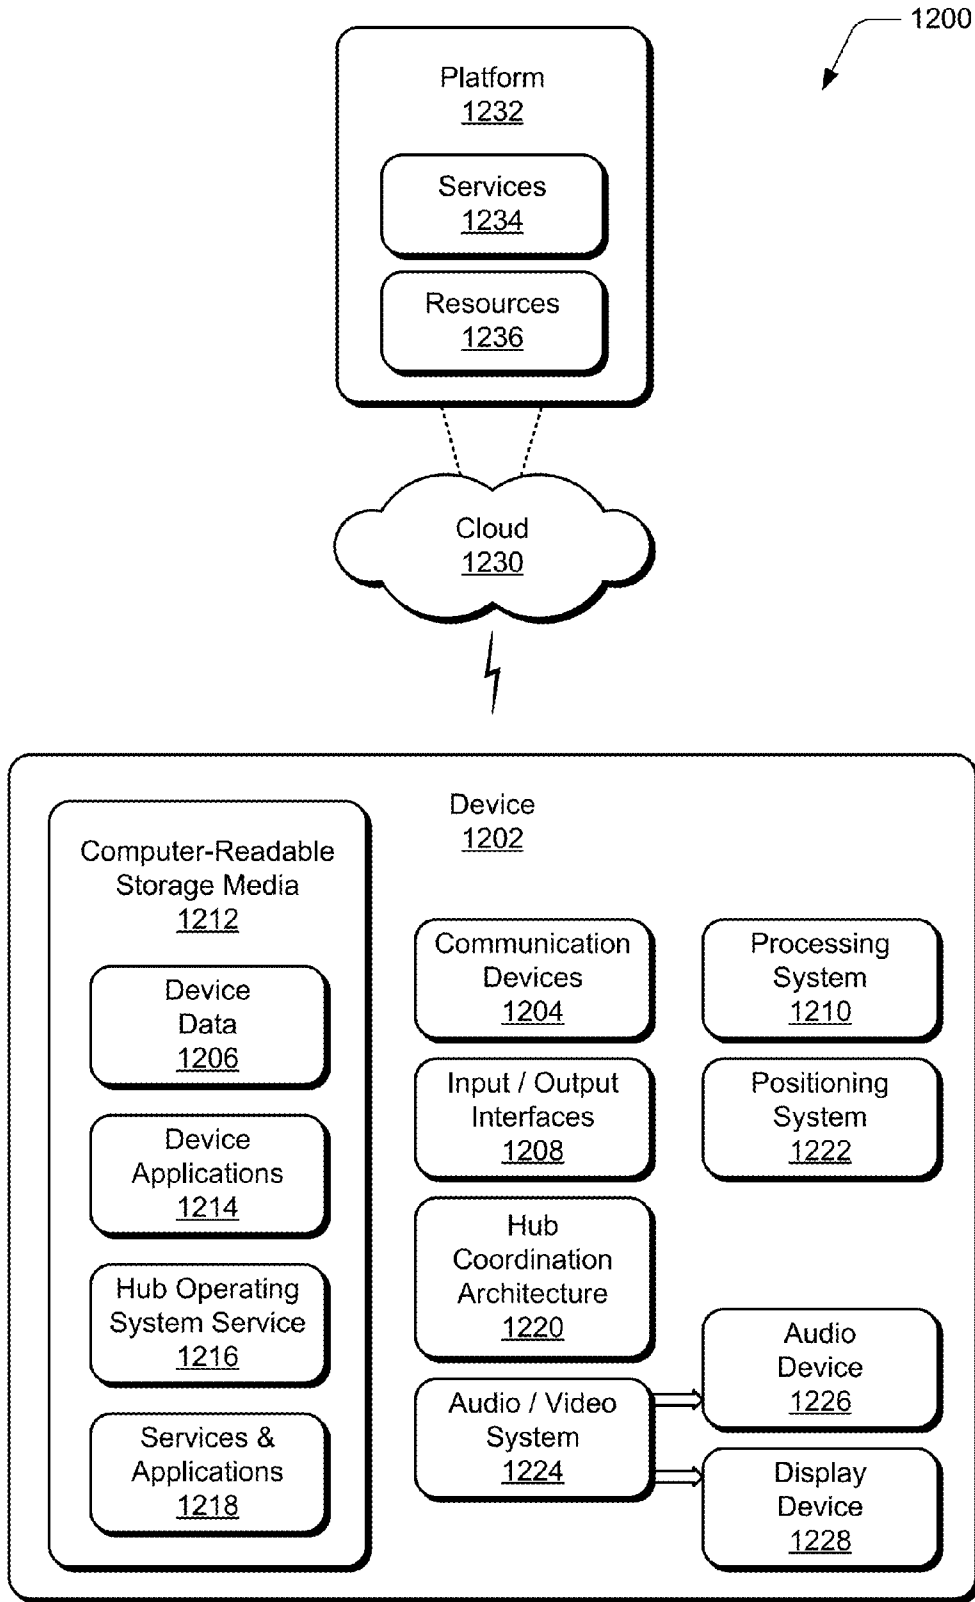 1200
Platform
1232
Services
1234
Resources
1236
Cloud
1230
Device
1202
Computer-Readable
Storage Media
1212
Device
Data
1206
Device
Applications
1214
Hub Operating
System Service
1216
Services &
Applications
1218
Communication
Devices
1204
Processing
System
1210
Input / Output
Interfaces
1208
Positioning
System
1222
Hub
Coordination
Architecture
1220
Audio / Video
System
1224
Audio
Device
1226
Display
Device
1228